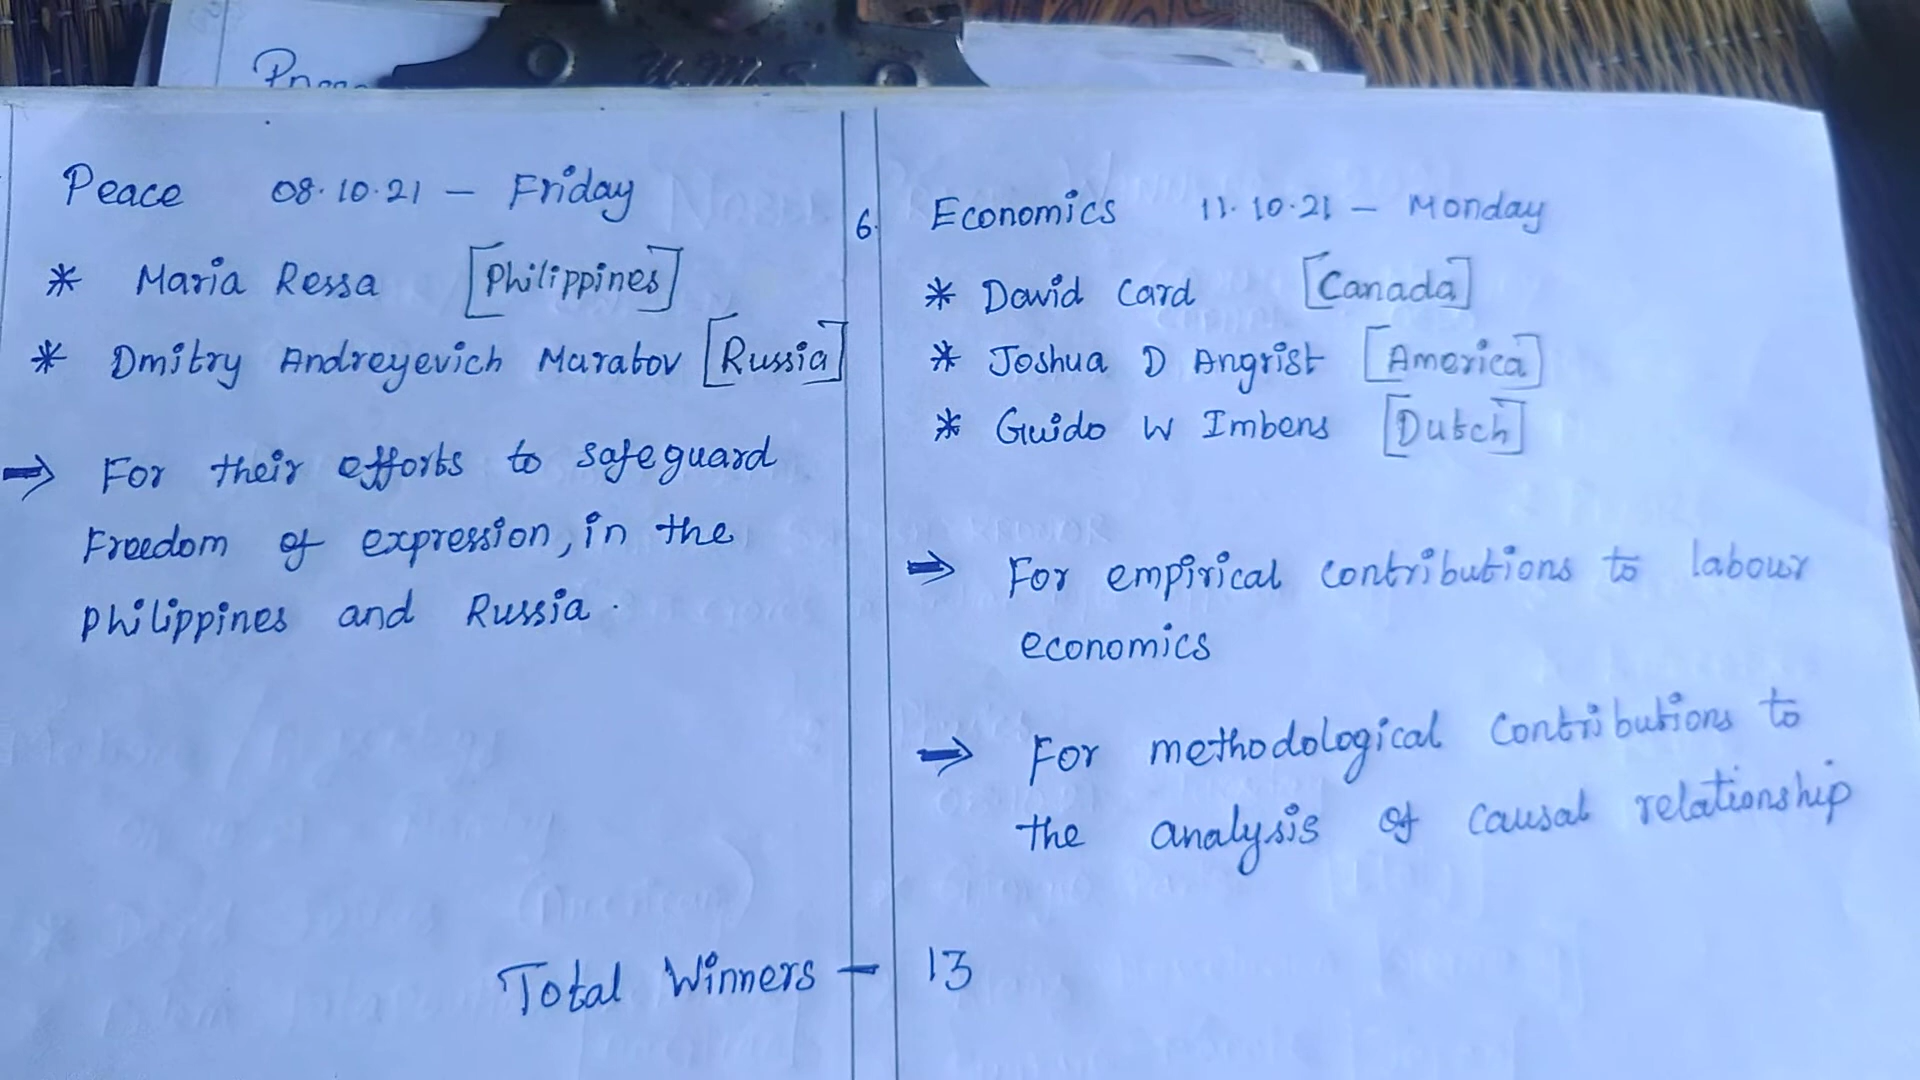 U.M.S
Peace 08.10.21 – Friday
* Maria Ressa [Philippines]
* Dmitry Andreyevich Muratov [Russia]
⇒ For their efforts to safeguard
Freedom of expression, in the
Philippines and Russia.
6. Economics 11.10.21 – Monday
* David Card [Canada]
* Joshua D Angrist [America]
* Guido W Imbens [Dutch]
⇒ For empirical contributions to labour
economics
⇒ For methodological contributions to
the analysis of causal relationship
Total Winners – 13